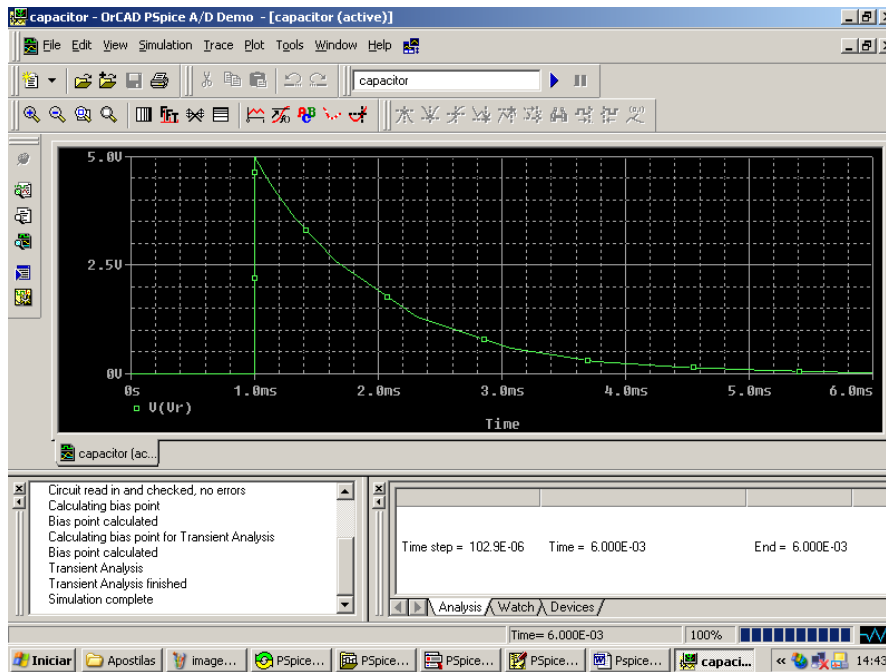 capacitor - OrCAD PSpice A/D Demo - [capacitor (active)]
File Edit View Simulation Trace Plot Tools Window Help
capacitor
FFT
5.0V
2.5V
0V
0s 1.0ms 2.0ms 3.0ms 4.0ms 5.0ms 6.0ms
V(Vr)
Time
capacitor (ac...
Circuit read in and checked, no errors
Calculating bias point
Bias point calculated
Calculating bias point for Transient Analysis
Bias point calculated
Transient Analysis
Transient Analysis finished
Simulation complete
Time step = 102.9E-06 Time = 6.000E-03 End = 6.000E-03
Analysis Watch Devices
Time= 6.000E-03 100%
Iniciar Apostilas image... PSpice... PSpice... PSpice... PSpice... Pspice... capaci... « 14:43